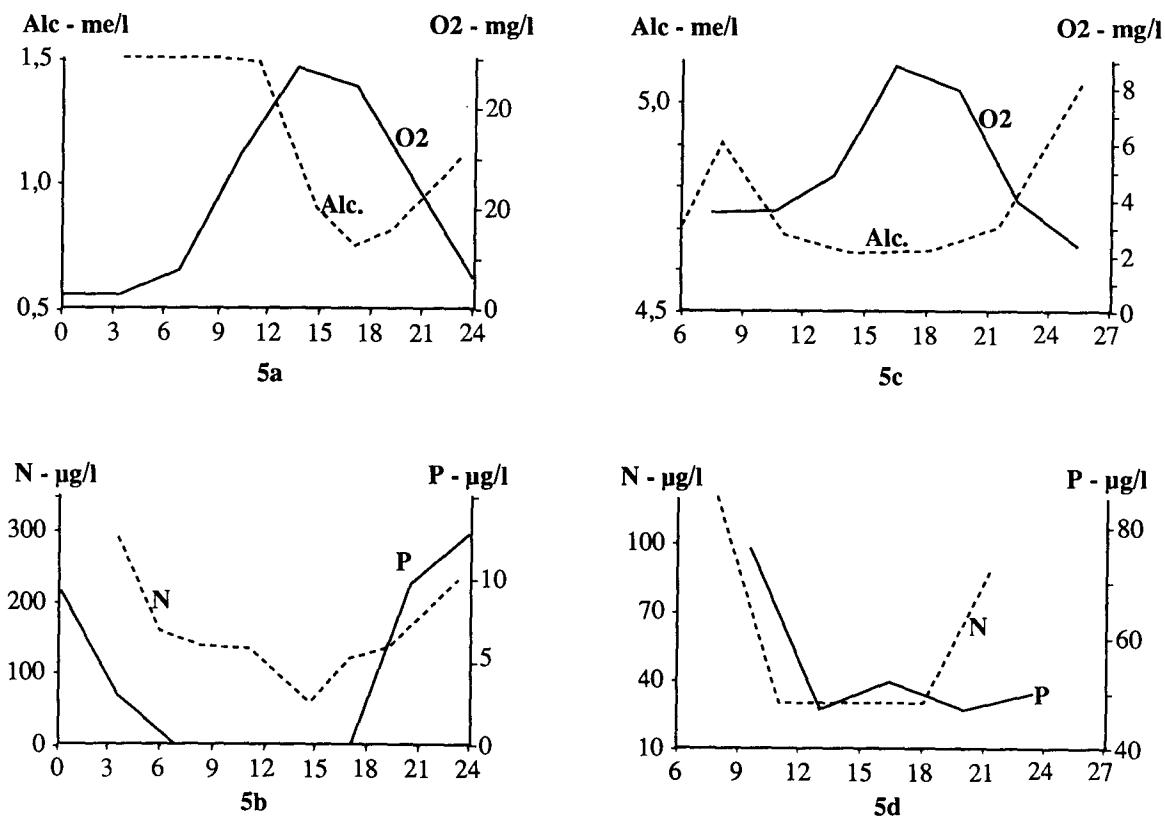 Alc - me/l
O2 - mg/l
1,5
1,0
0,5
20
20
0
O2
Alc.
0 3 6 9 12 15 18 21 24
5a
Alc - me/l
O2 - mg/l
5,0
4,5
8
6
4
2
0
O2
Alc.
6 9 12 15 18 21 24 27
5c
N - µg/l
P - µg/l
300
200
100
0
10
5
0
N
P
0 3 6 9 12 15 18 21 24
5b
N - µg/l
P - µg/l
100
70
40
10
80
60
40
N
P
6 9 12 15 18 21 24 27
5d